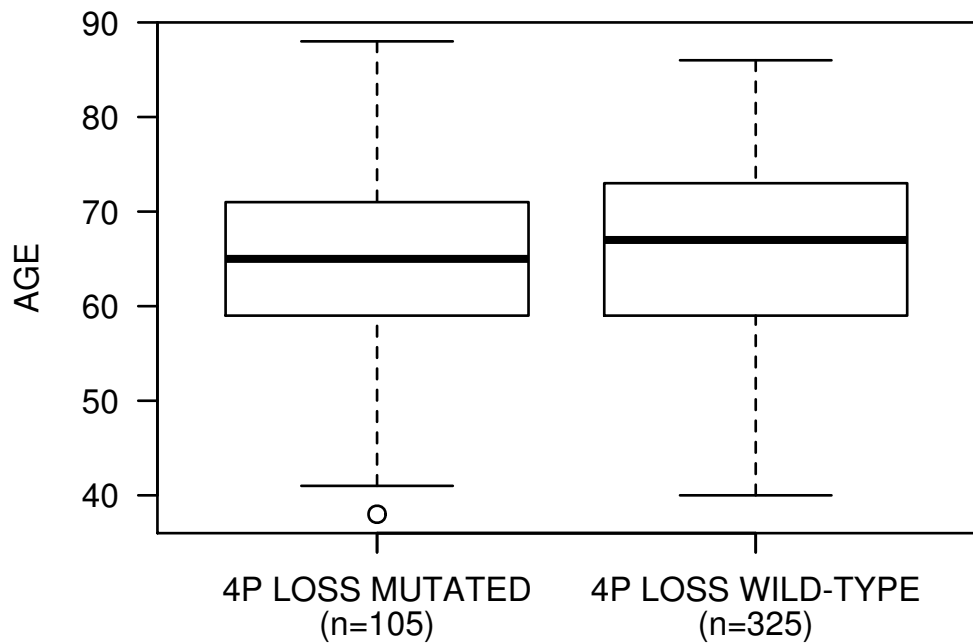 90
80
70
60
50
40
AGE
4P LOSS MUTATED
(n=105)
4P LOSS WILD-TYPE
(n=325)